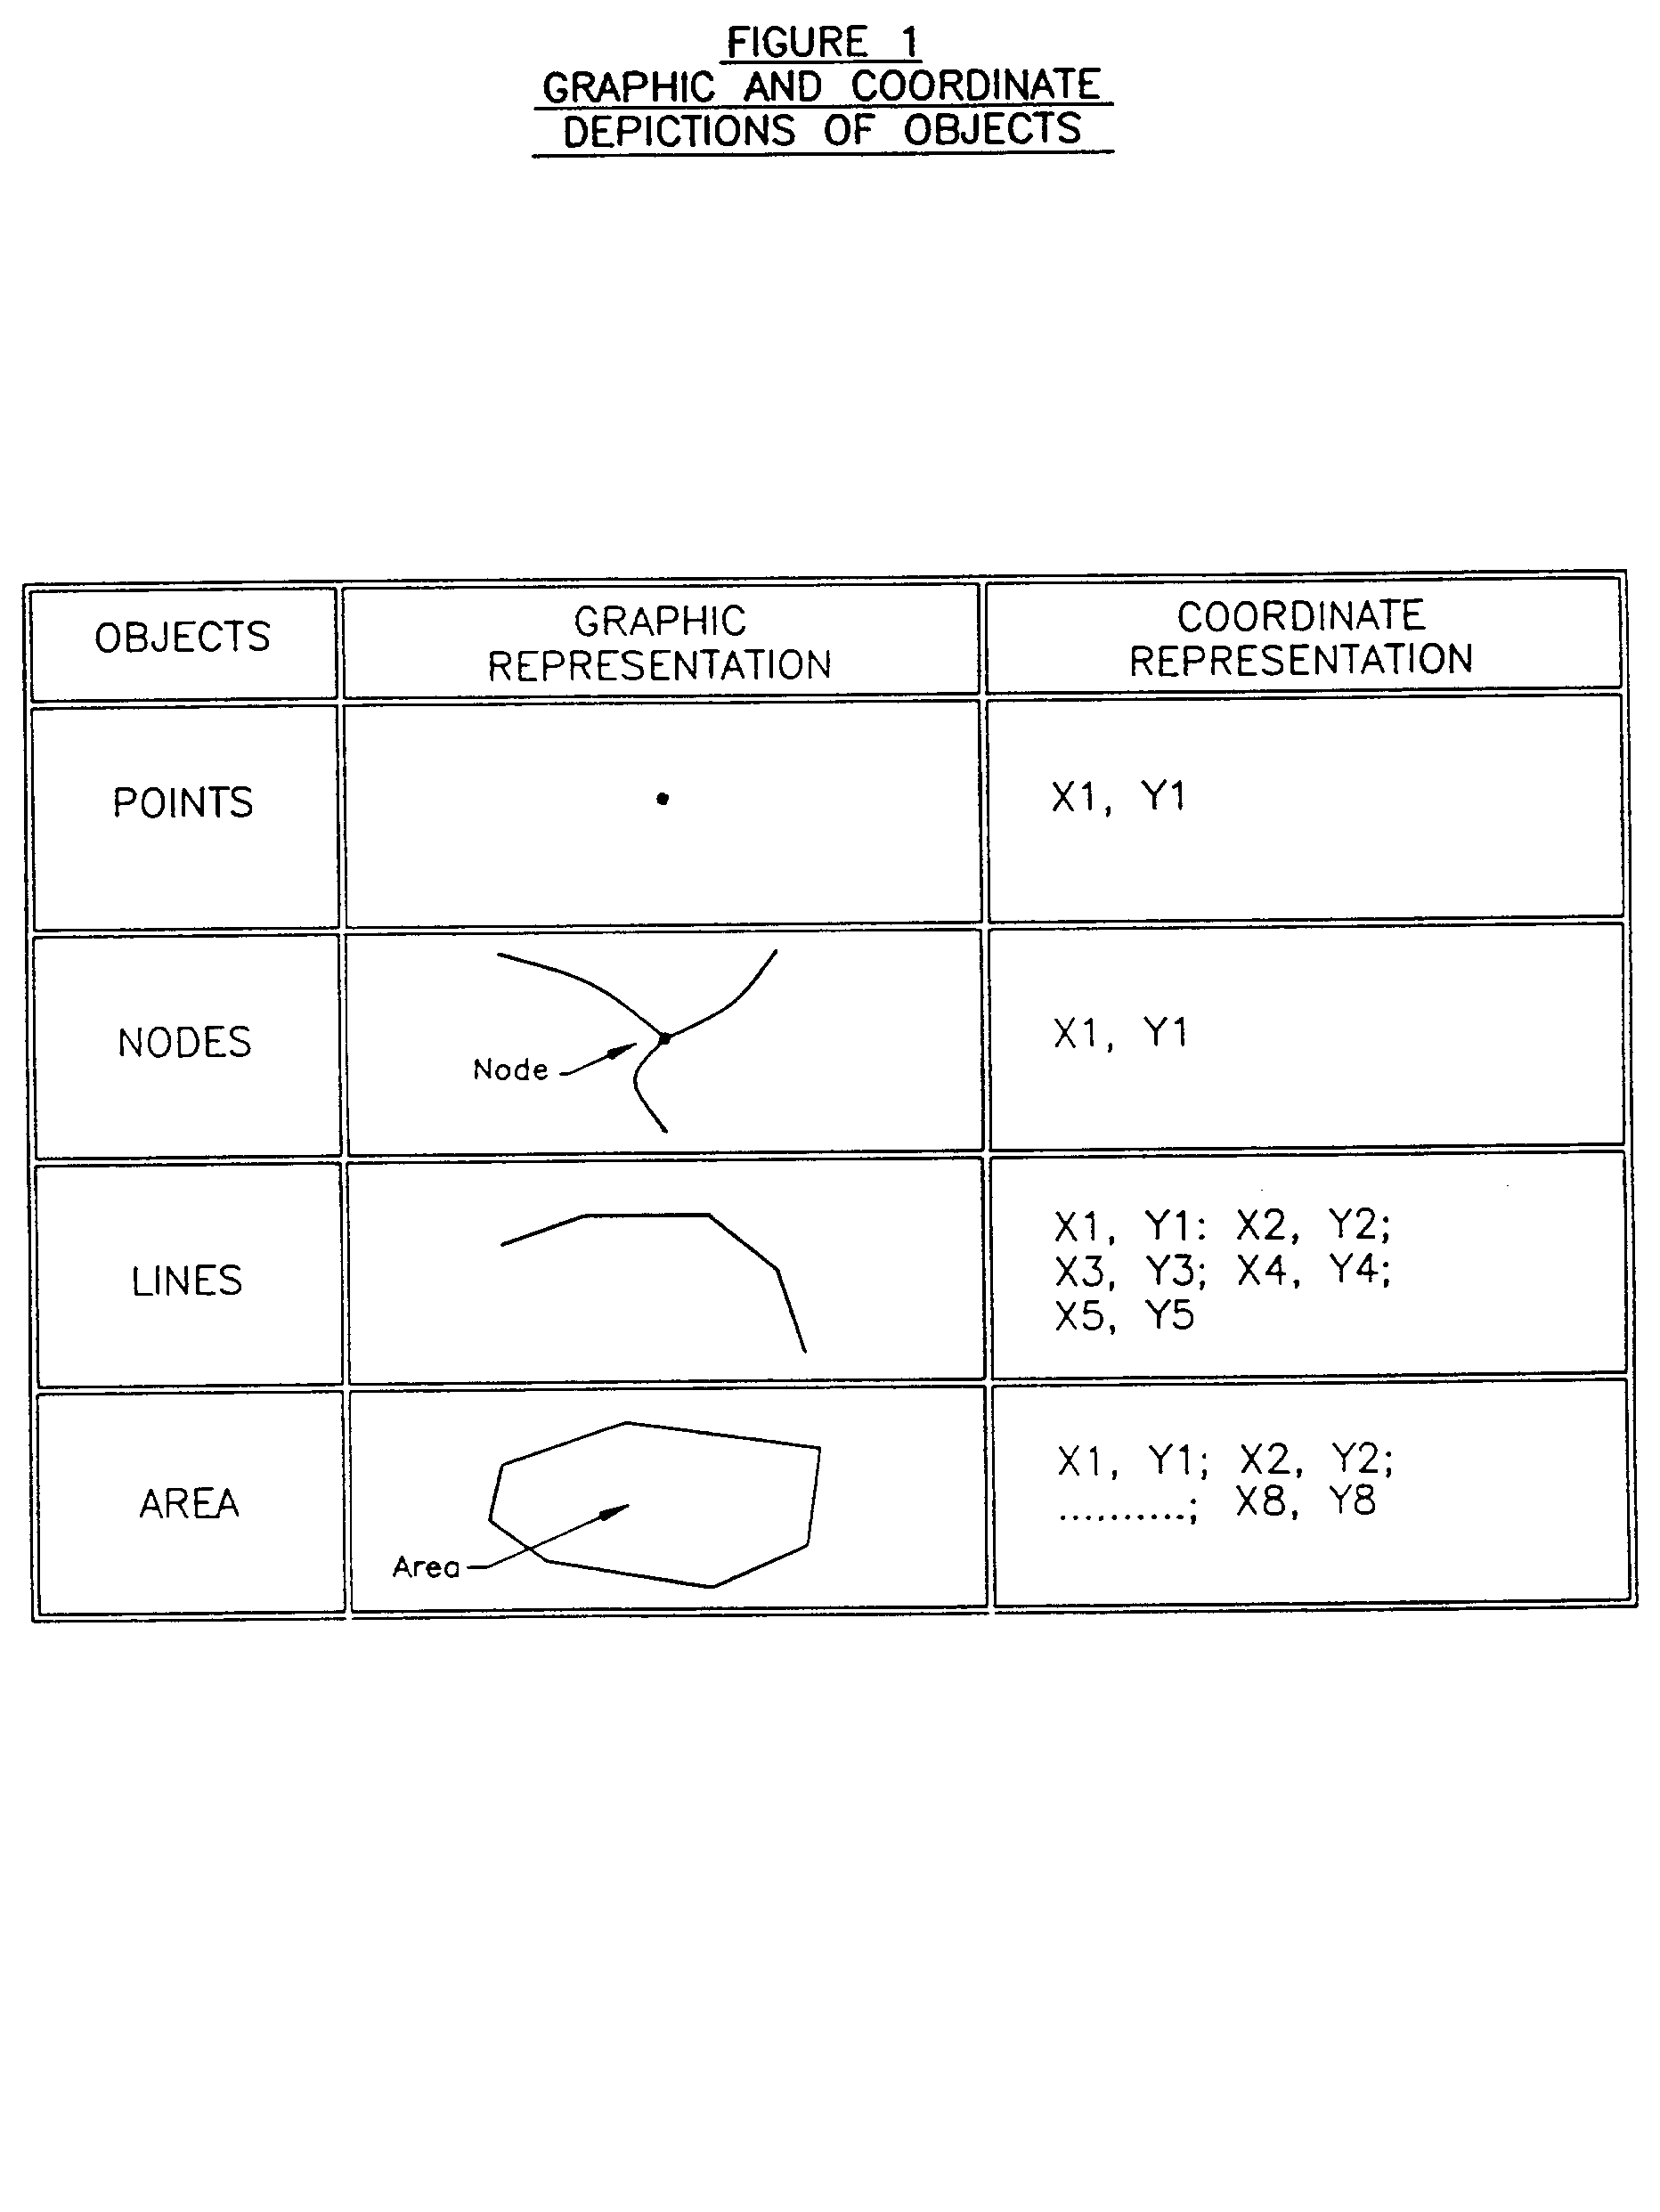 FIGURE 1
GRAPHIC AND COORDINATE
DEPICTIONS OF OBJECTS
OBJECTS
GRAPHIC
REPRESENTATION
COORDINATE
REPRESENTATION
POINTS
X1, Y1
NODES
Node
X1, Y1
LINES
X1, Y1: X2, Y2;
X3, Y3; X4, Y4;
X5, Y5
AREA
Area
X1, Y1; X2, Y2;
..........; X8, Y8